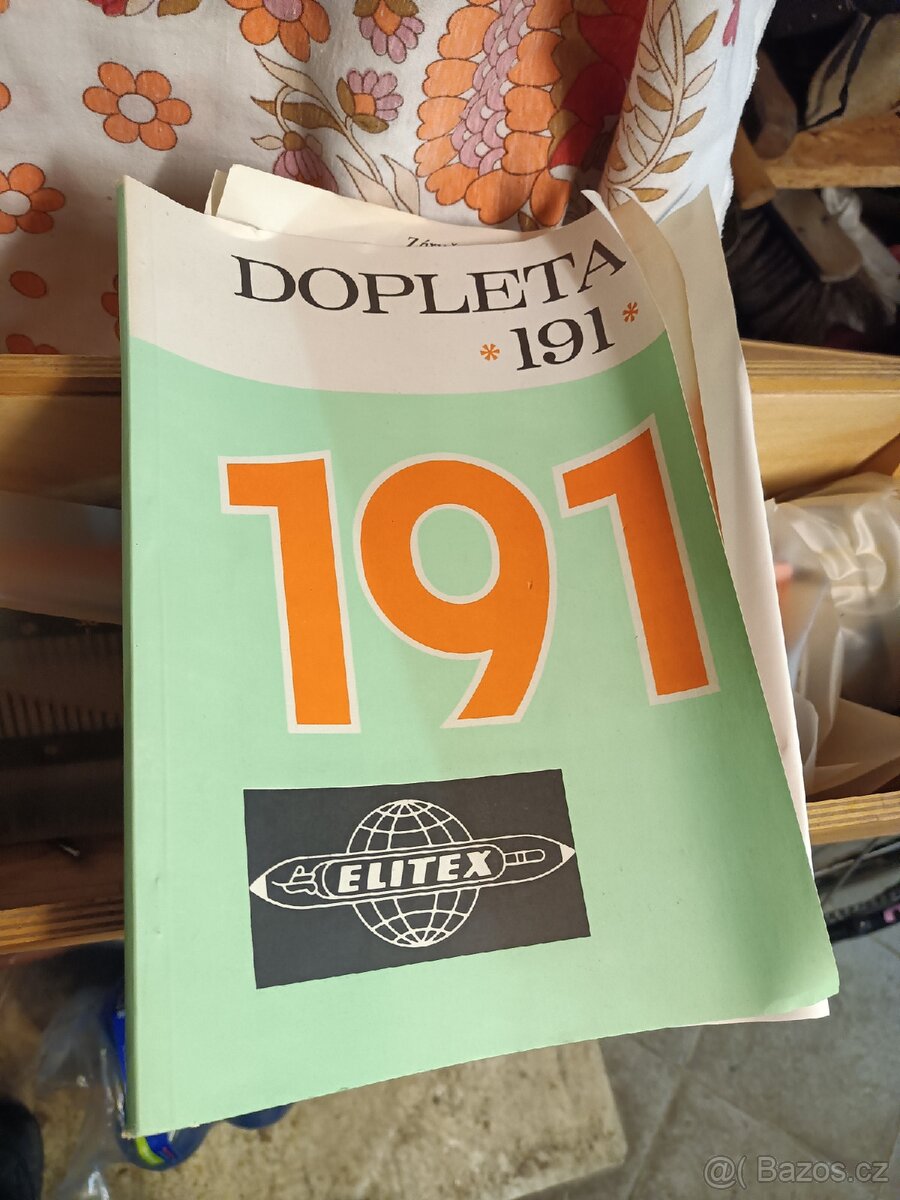 DOPLETA
* 191 *
191
ELITEX
@( Bazos.cz